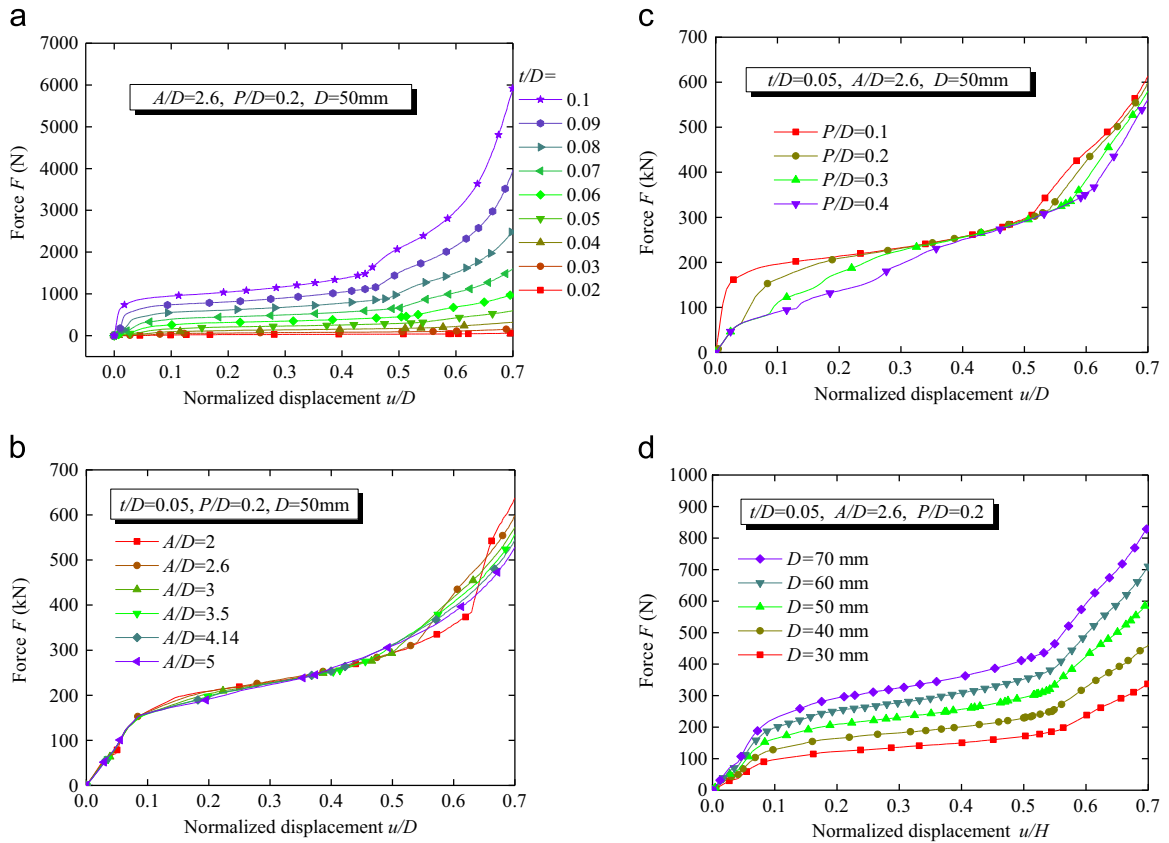 a
7000
6000
5000
4000
3000
2000
1000
0
Force F (N)
A/D=2.6, P/D=0.2, D=50mm
t/D=
0.1
0.09
0.08
0.07
0.06
0.05
0.04
0.03
0.02
0.0 0.1 0.2 0.3 0.4 0.5 0.6 0.7
Normalized displacement u/D
c
700
600
500
400
300
200
100
0
Force F (kN)
t/D=0.05, A/D=2.6, D=50mm
P/D=0.1
P/D=0.2
P/D=0.3
P/D=0.4
0.0 0.1 0.2 0.3 0.4 0.5 0.6 0.7
Normalized displacement u/D
b
700
600
500
400
300
200
100
0
Force F (kN)
t/D=0.05, P/D=0.2, D=50mm
A/D=2
A/D=2.6
A/D=3
A/D=3.5
A/D=4.14
A/D=5
0.0 0.1 0.2 0.3 0.4 0.5 0.6 0.7
Normalized displacement u/D
d
1000
900
800
700
600
500
400
300
200
100
0
Force F (N)
t/D=0.05, A/D=2.6, P/D=0.2
D=70 mm
D=60 mm
D=50 mm
D=40 mm
D=30 mm
0.0 0.1 0.2 0.3 0.4 0.5 0.6 0.7
Normalized displacement u/H